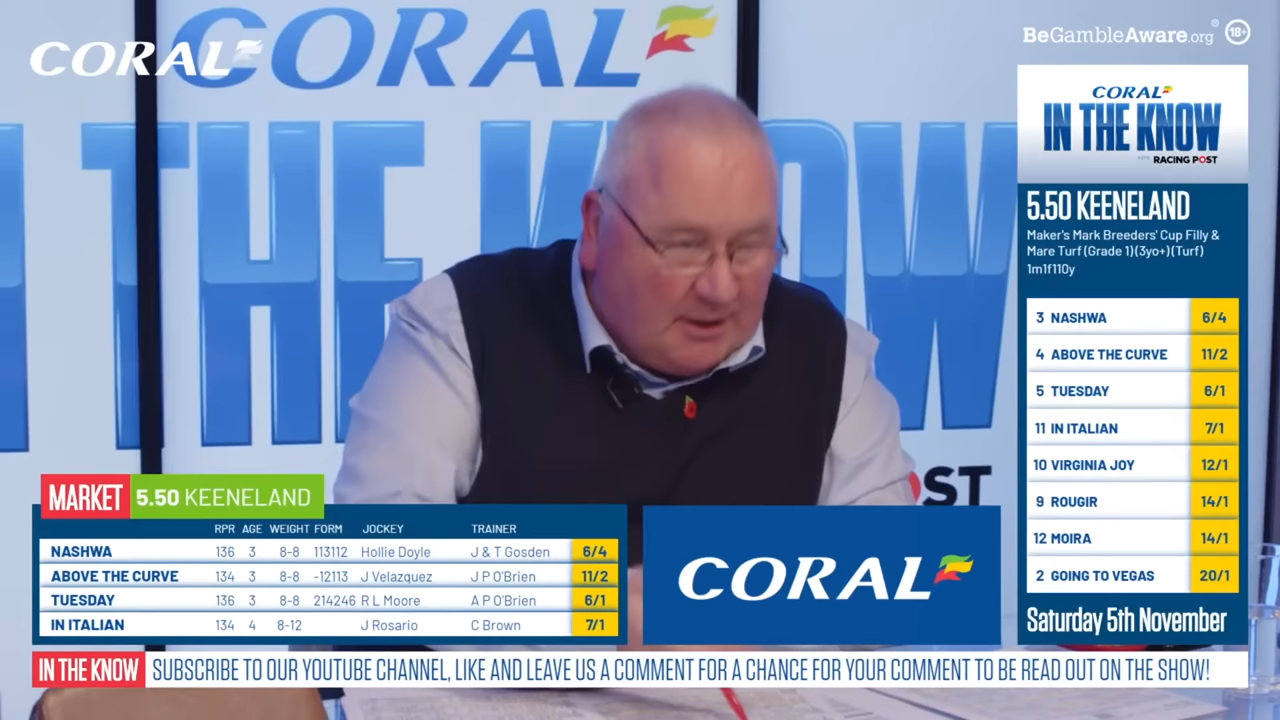 CORAL
CORAL
THE KNOW
POST
BeGambleAware.org® 18+
CORAL
IN THE KNOW
RACING POST
5.50 KEENELAND
Maker's Mark Breeders' Cup Filly &
Mare Turf (Grade 1)(3yo+)(Turf)
1m1f110y
3 NASHWA 6/4
4 ABOVE THE CURVE 11/2
5 TUESDAY 6/1
11 IN ITALIAN 7/1
10 VIRGINIA JOY 12/1
9 ROUGIR 14/1
12 MOIRA 14/1
2 GOING TO VEGAS 20/1
Saturday 5th November
MARKET 5.50 KEENELAND
RPR AGE WEIGHT FORM JOCKEY TRAINER
NASHWA 136 3 8-8 113112 Hollie Doyle J & T Gosden 6/4
ABOVE THE CURVE 134 3 8-8 -12113 J Velazquez J P O'Brien 11/2
TUESDAY 136 3 8-8 214246 R L Moore A P O'Brien 6/1
IN ITALIAN 134 4 8-12 J Rosario C Brown 7/1
CORAL
IN THE KNOW SUBSCRIBE TO OUR YOUTUBE CHANNEL, LIKE AND LEAVE US A COMMENT FOR A CHANCE FOR YOUR COMMENT TO BE READ OUT ON THE SHOW!